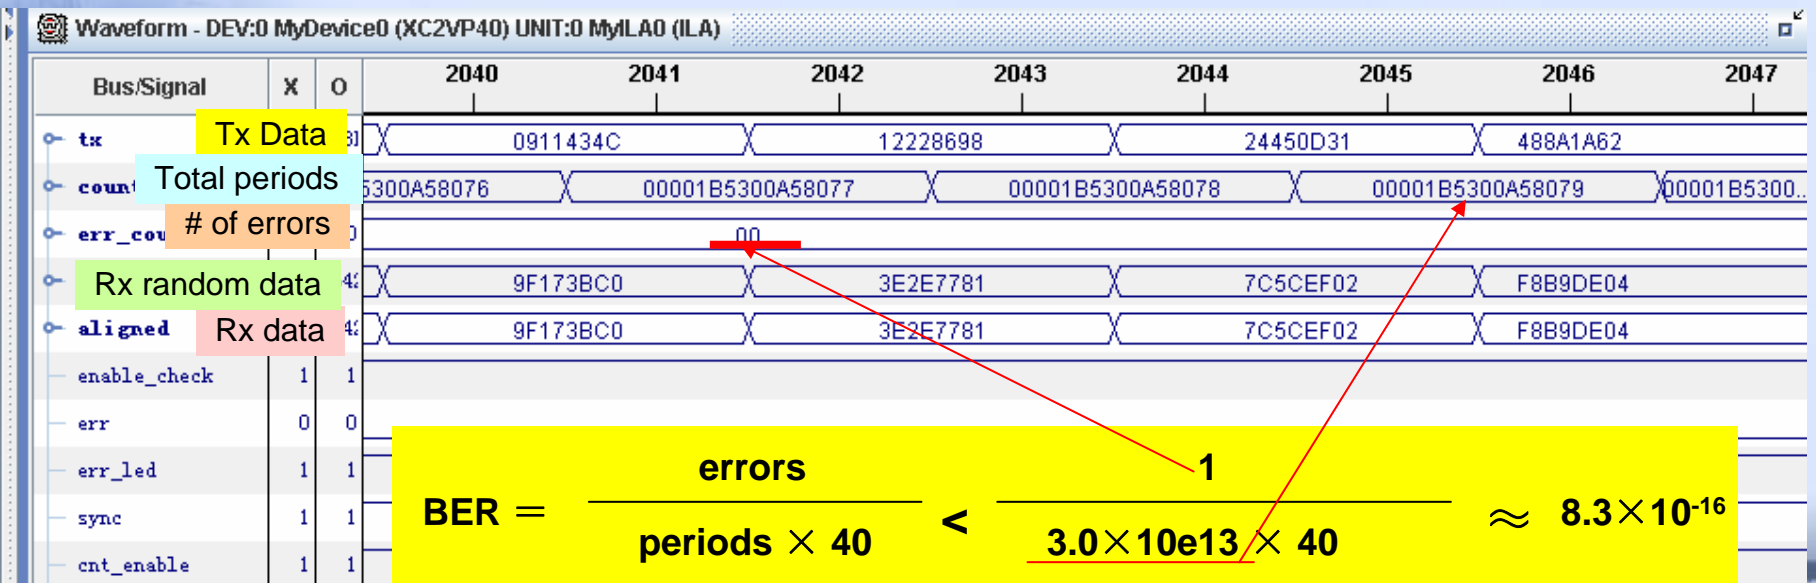 Waveform - DEV:0 MyDevice0 (XC2VP40) UNIT:0 MyILA0 (ILA)
Bus/Signal X O 2040 2041 2042 2043 2044 2045 2046 2047
tx Tx Data 0911434C 12228698 24450D31 488A1A62
coun Total periods 5300A58076 00001B5300A58077 00001B5300A58078 00001B5300A58079 00001B5300...
err_cou # of errors 00
Rx random data 9F173BC0 3E2E7781 7C5CEF02 F8B9DE04
aligned Rx data 9F173BC0 3E2E7781 7C5CEF02 F8B9DE04
enable_check 1 1
err 0 0
err_led 1 1
sync 1 1
cnt_enable 1 1
errors 1
BER = < ≈ 8.3×10-16
periods × 40 3.0×10e13 × 40